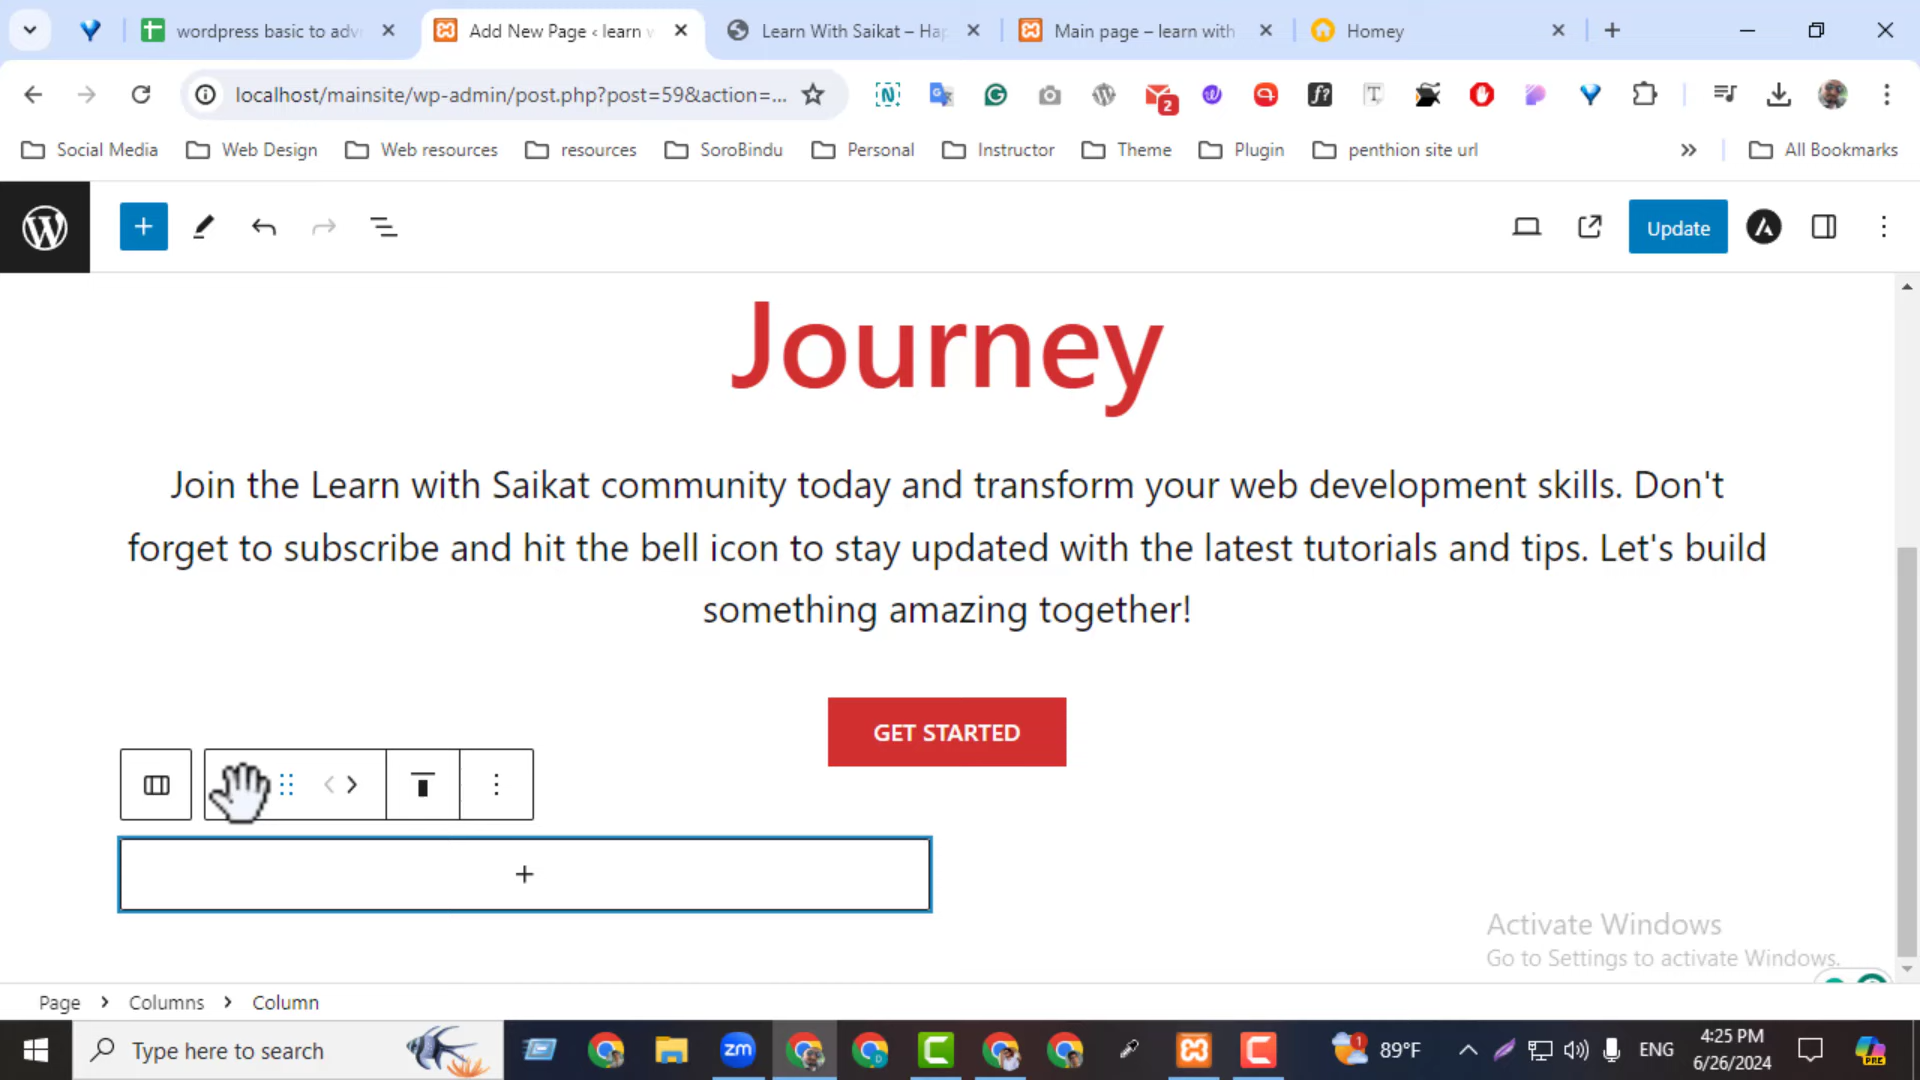 wordpress basic to adv
Add New Page ‹ learn w
Learn With Saikat – Hap
Main page – learn with
Homey
localhost/mainsite/wp-admin/post.php?post=59&action=...
2
Social Media
Web Design
Web resources
resources
SoroBindu
Personal
Instructor
Theme
Plugin
penthion site url
All Bookmarks
Update
Journey
Join the Learn with Saikat community today and transform your web development skills. Don't
forget to subscribe and hit the bell icon to stay updated with the latest tutorials and tips. Let's build
something amazing together!
GET STARTED
Activate Windows
Go to Settings to activate Windows.
Page › Columns › Column
Type here to search
zm
89°F
ENG
4:25 PM
6/26/2024
PRE